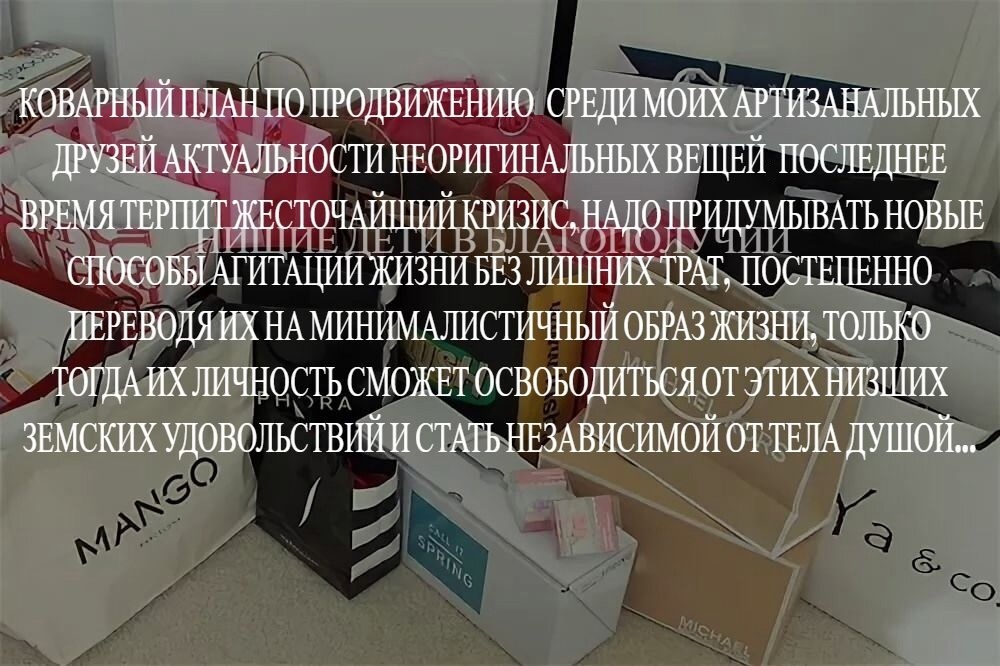 КОВАРНЫЙ ПЛАН ПО ПРОДВИЖЕНИЮ СРЕДИ МОИХ АРТИЗАНАЛЬНЫХ
ДРУЗЕЙ АКТУАЛЬНОСТИ НЕОРИГИНАЛЬНЫХ ВЕЩЕЙ ПОСЛЕДНЕЕ
ВРЕМЯ ТЕРПИТ ЖЕСТОЧАЙШИЙ КРИЗИС, НАДО ПРИДУМЫВАТЬ НОВЫЕ
НИЩИЕ ДЕТИ В БЛАГОПОЛУЧИИ
СПОСОБЫ АГИТАЦИИ ЖИЗНИ БЕЗ ЛИШНИХ ТРАТ, ПОСТЕПЕННО
ПЕРЕВОДЯ ИХ НА МИНИМАЛИСТИЧНЫЙ ОБРАЗ ЖИЗНИ, ТОЛЬКО
ТОГДА ИХ ЛИЧНОСТЬ СМОЖЕТ ОСВОБОДИТЬСЯ ОТ ЭТИХ НИЗШИХ
ЗЕМСКИХ УДОВОЛЬСТВИЙ И СТАТЬ НЕЗАВИСИМОЙ ОТ ТЕЛА ДУШОЙ...
PHORA
MANGO
CALL IT
SPRING
MICHAEL
Ya & co.